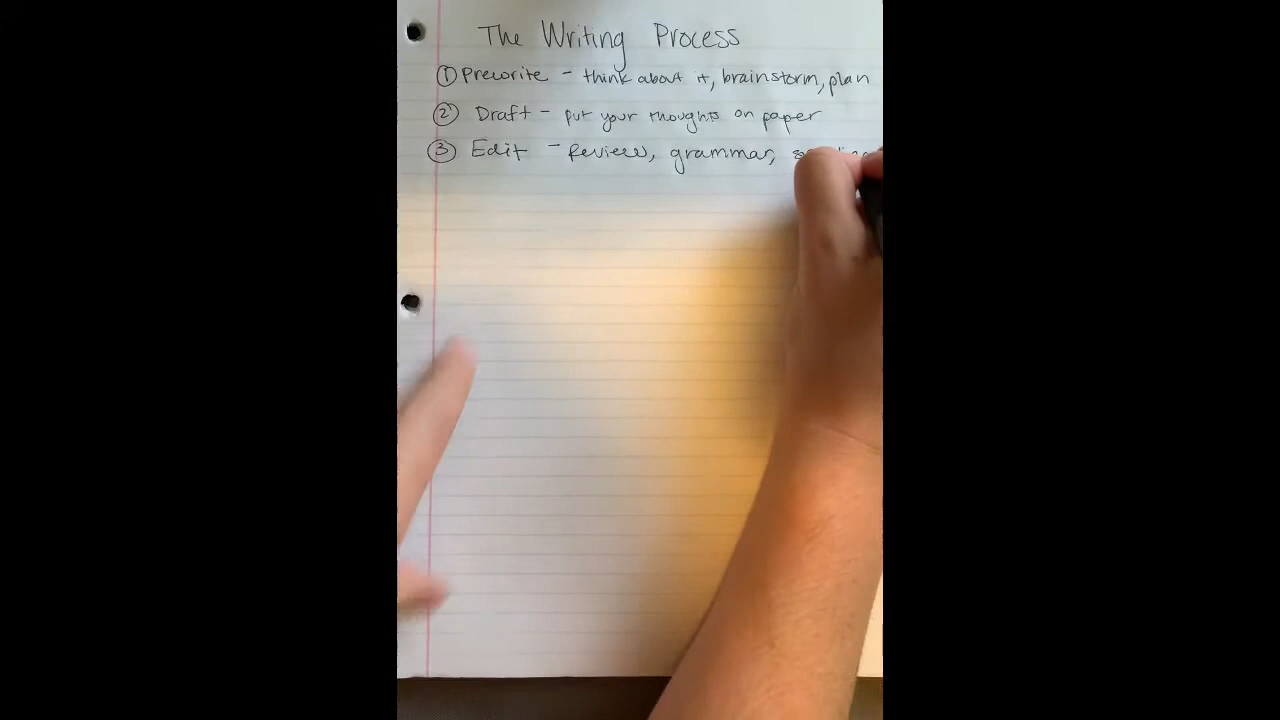 The Writing Process
① Prewrite - think about it, brainstorm, plan
② Draft - put your thoughts on paper
③ Edit - Review, grammar,